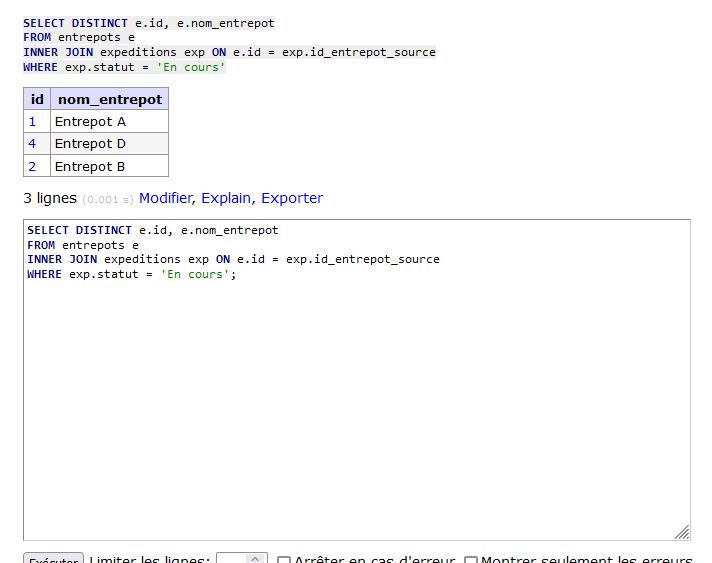 SELECT DISTINCT e.id, e.nom_entrepot
FROM entrepots e
INNER JOIN expeditions exp ON e.id = exp.id_entrepot_source
WHERE exp.statut = 'En cours'
id nom_entrepot
1 Entrepot A
4 Entrepot D
2 Entrepot B
3 lignes (0.001 s) Modifier, Explain, Exporter
SELECT DISTINCT e.id, e.nom_entrepot
FROM entrepots e
INNER JOIN expeditions exp ON e.id = exp.id_entrepot_source
WHERE exp.statut = 'En cours';
Exécuter Limiter les lignes: Arrêter en cas d'erreur Montrer seulement les erreurs